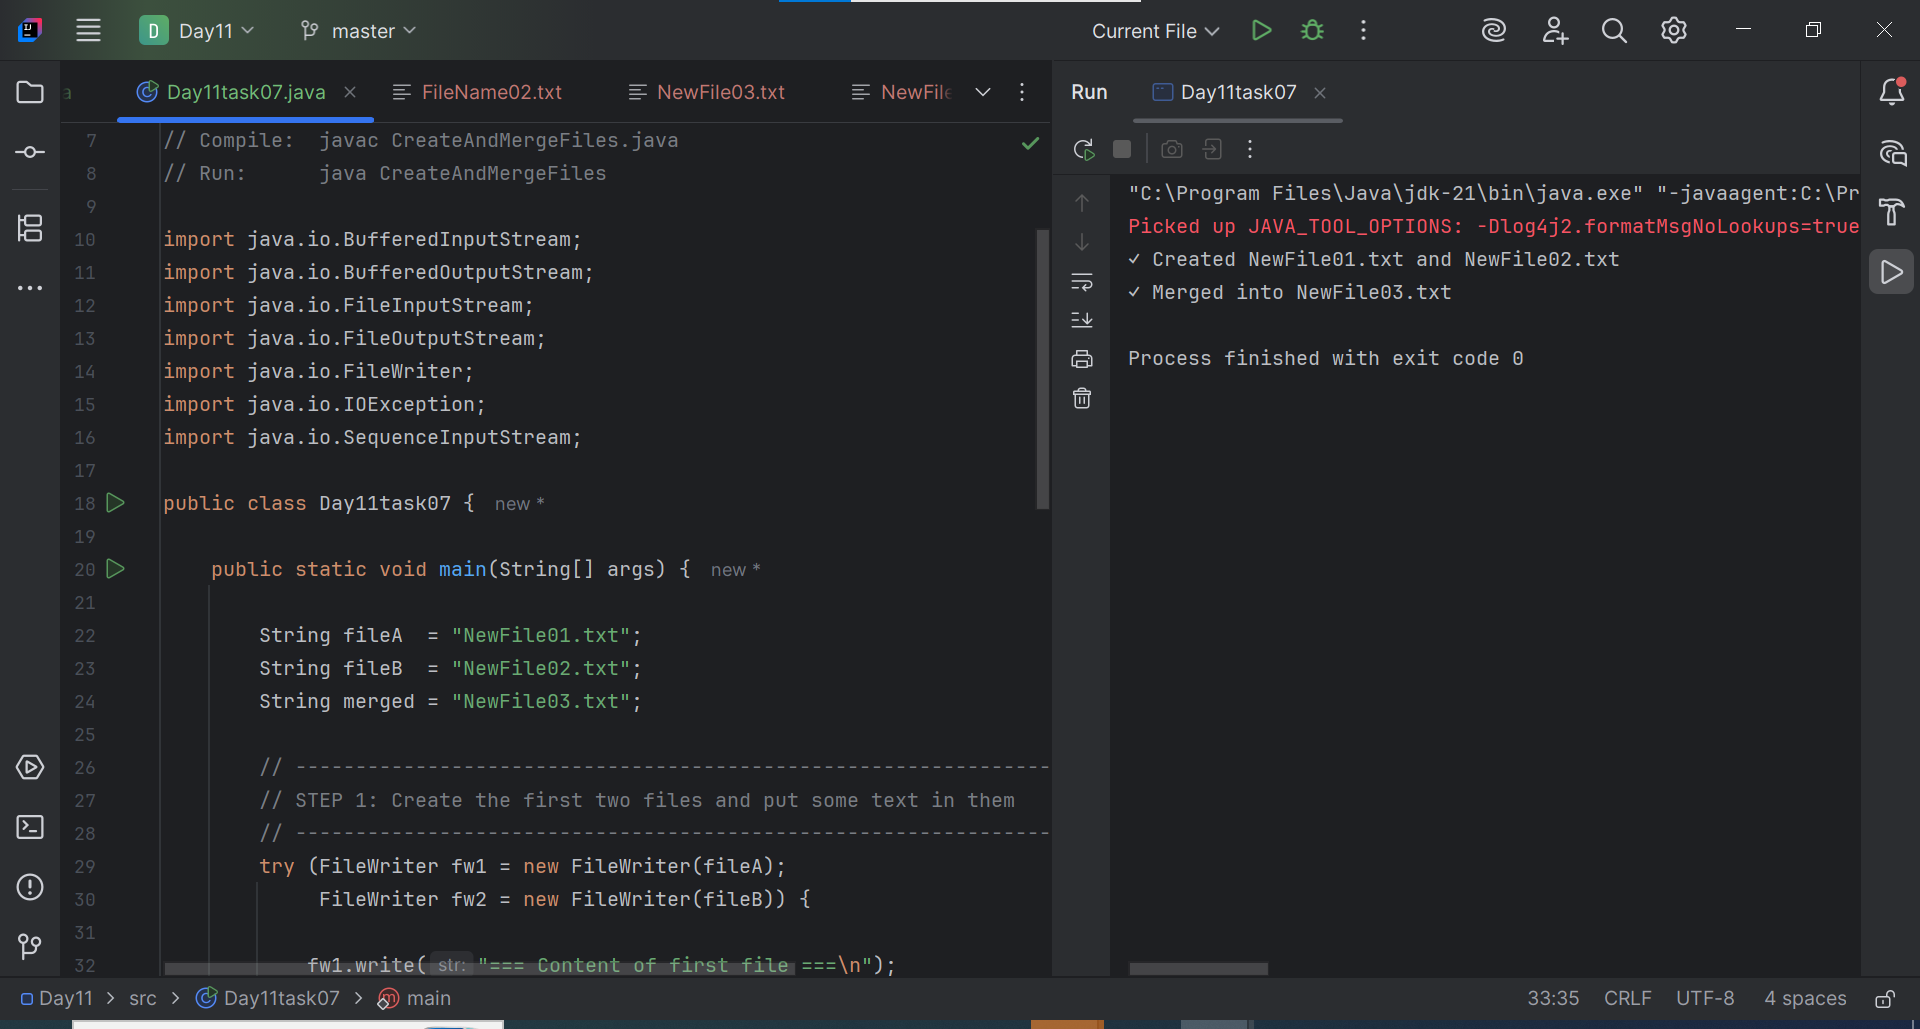 D Day11 master Current File
a Day11task07.java FileName02.txt NewFile03.txt NewFile
Run Day11task07
7 // Compile:  javac CreateAndMergeFiles.java
8 // Run:      java CreateAndMergeFiles
9
10 import java.io.BufferedInputStream;
11 import java.io.BufferedOutputStream;
12 import java.io.FileInputStream;
13 import java.io.FileOutputStream;
14 import java.io.FileWriter;
15 import java.io.IOException;
16 import java.io.SequenceInputStream;
17
18 public class Day11task07 { new *
19
20 public static void main(String[] args) { new *
21
22 String fileA  = "NewFile01.txt";
23 String fileB  = "NewFile02.txt";
24 String merged = "NewFile03.txt";
25
26 // ---------------------------------------------------------------
27 // STEP 1: Create the first two files and put some text in them
28 // ---------------------------------------------------------------
29 try (FileWriter fw1 = new FileWriter(fileA);
30 FileWriter fw2 = new FileWriter(fileB)) {
31
32 fw1.write( str: "=== Content of first file ===\n");
"C:\Program Files\Java\jdk-21\bin\java.exe" "-javaagent:C:\Pr
Picked up JAVA_TOOL_OPTIONS: -Dlog4j2.formatMsgNoLookups=true
✓ Created NewFile01.txt and NewFile02.txt
✓ Merged into NewFile03.txt
Process finished with exit code 0
Day11 > src > Day11task07 > m main
33:35 CRLF UTF-8 4 spaces